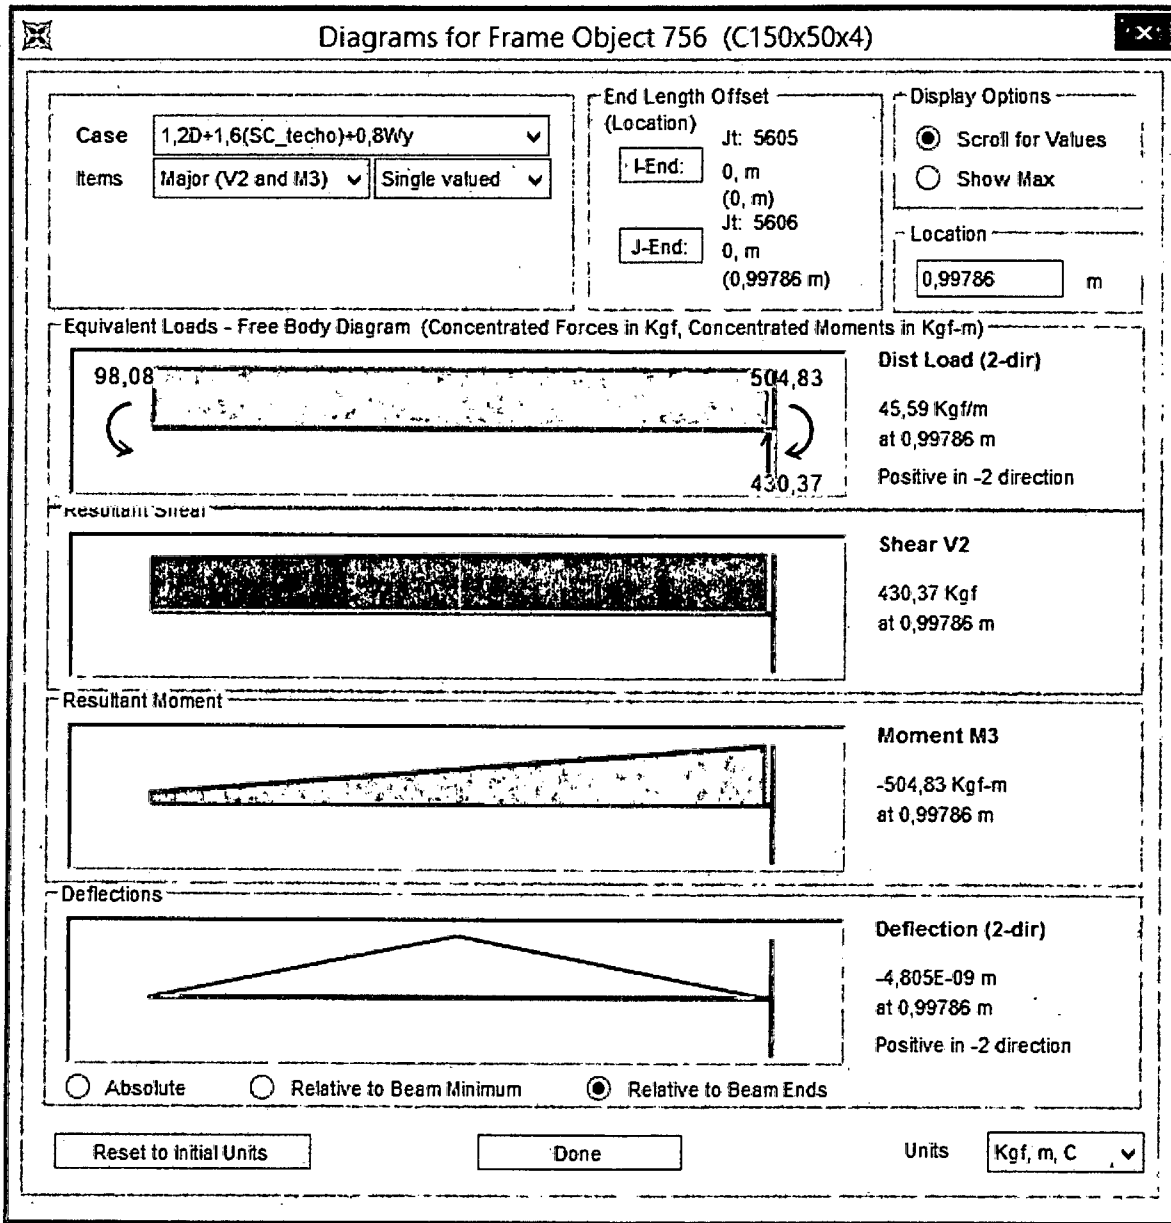 Diagrams for Frame Object 756 (C150x50x4)
Case 1,2D+1,6(SC_techo)+0,8Wy
Items Major (V2 and M3) Single valued
End Length Offset
(Location)
Jt: 5605
I-End: 0, m
(0, m)
Jt: 5606
J-End: 0, m
(0,99786 m)
Display Options
Scroll for Values
Show Max
Location
0,99786 m
Equivalent Loads - Free Body Diagram (Concentrated Forces in Kgf, Concentrated Moments in Kgf-m)
98,08
504,83
430,37
Dist Load (2-dir)
45,59 Kgf/m
at 0,99786 m
Positive in -2 direction
Resultant Shear
Shear V2
430,37 Kgf
at 0,99786 m
Resultant Moment
Moment M3
-504,83 Kgf-m
at 0,99786 m
Deflections
Deflection (2-dir)
-4,805E-09 m
at 0,99786 m
Positive in -2 direction
Absolute Relative to Beam Minimum Relative to Beam Ends
Reset to Initial Units Done Units Kgf, m, C